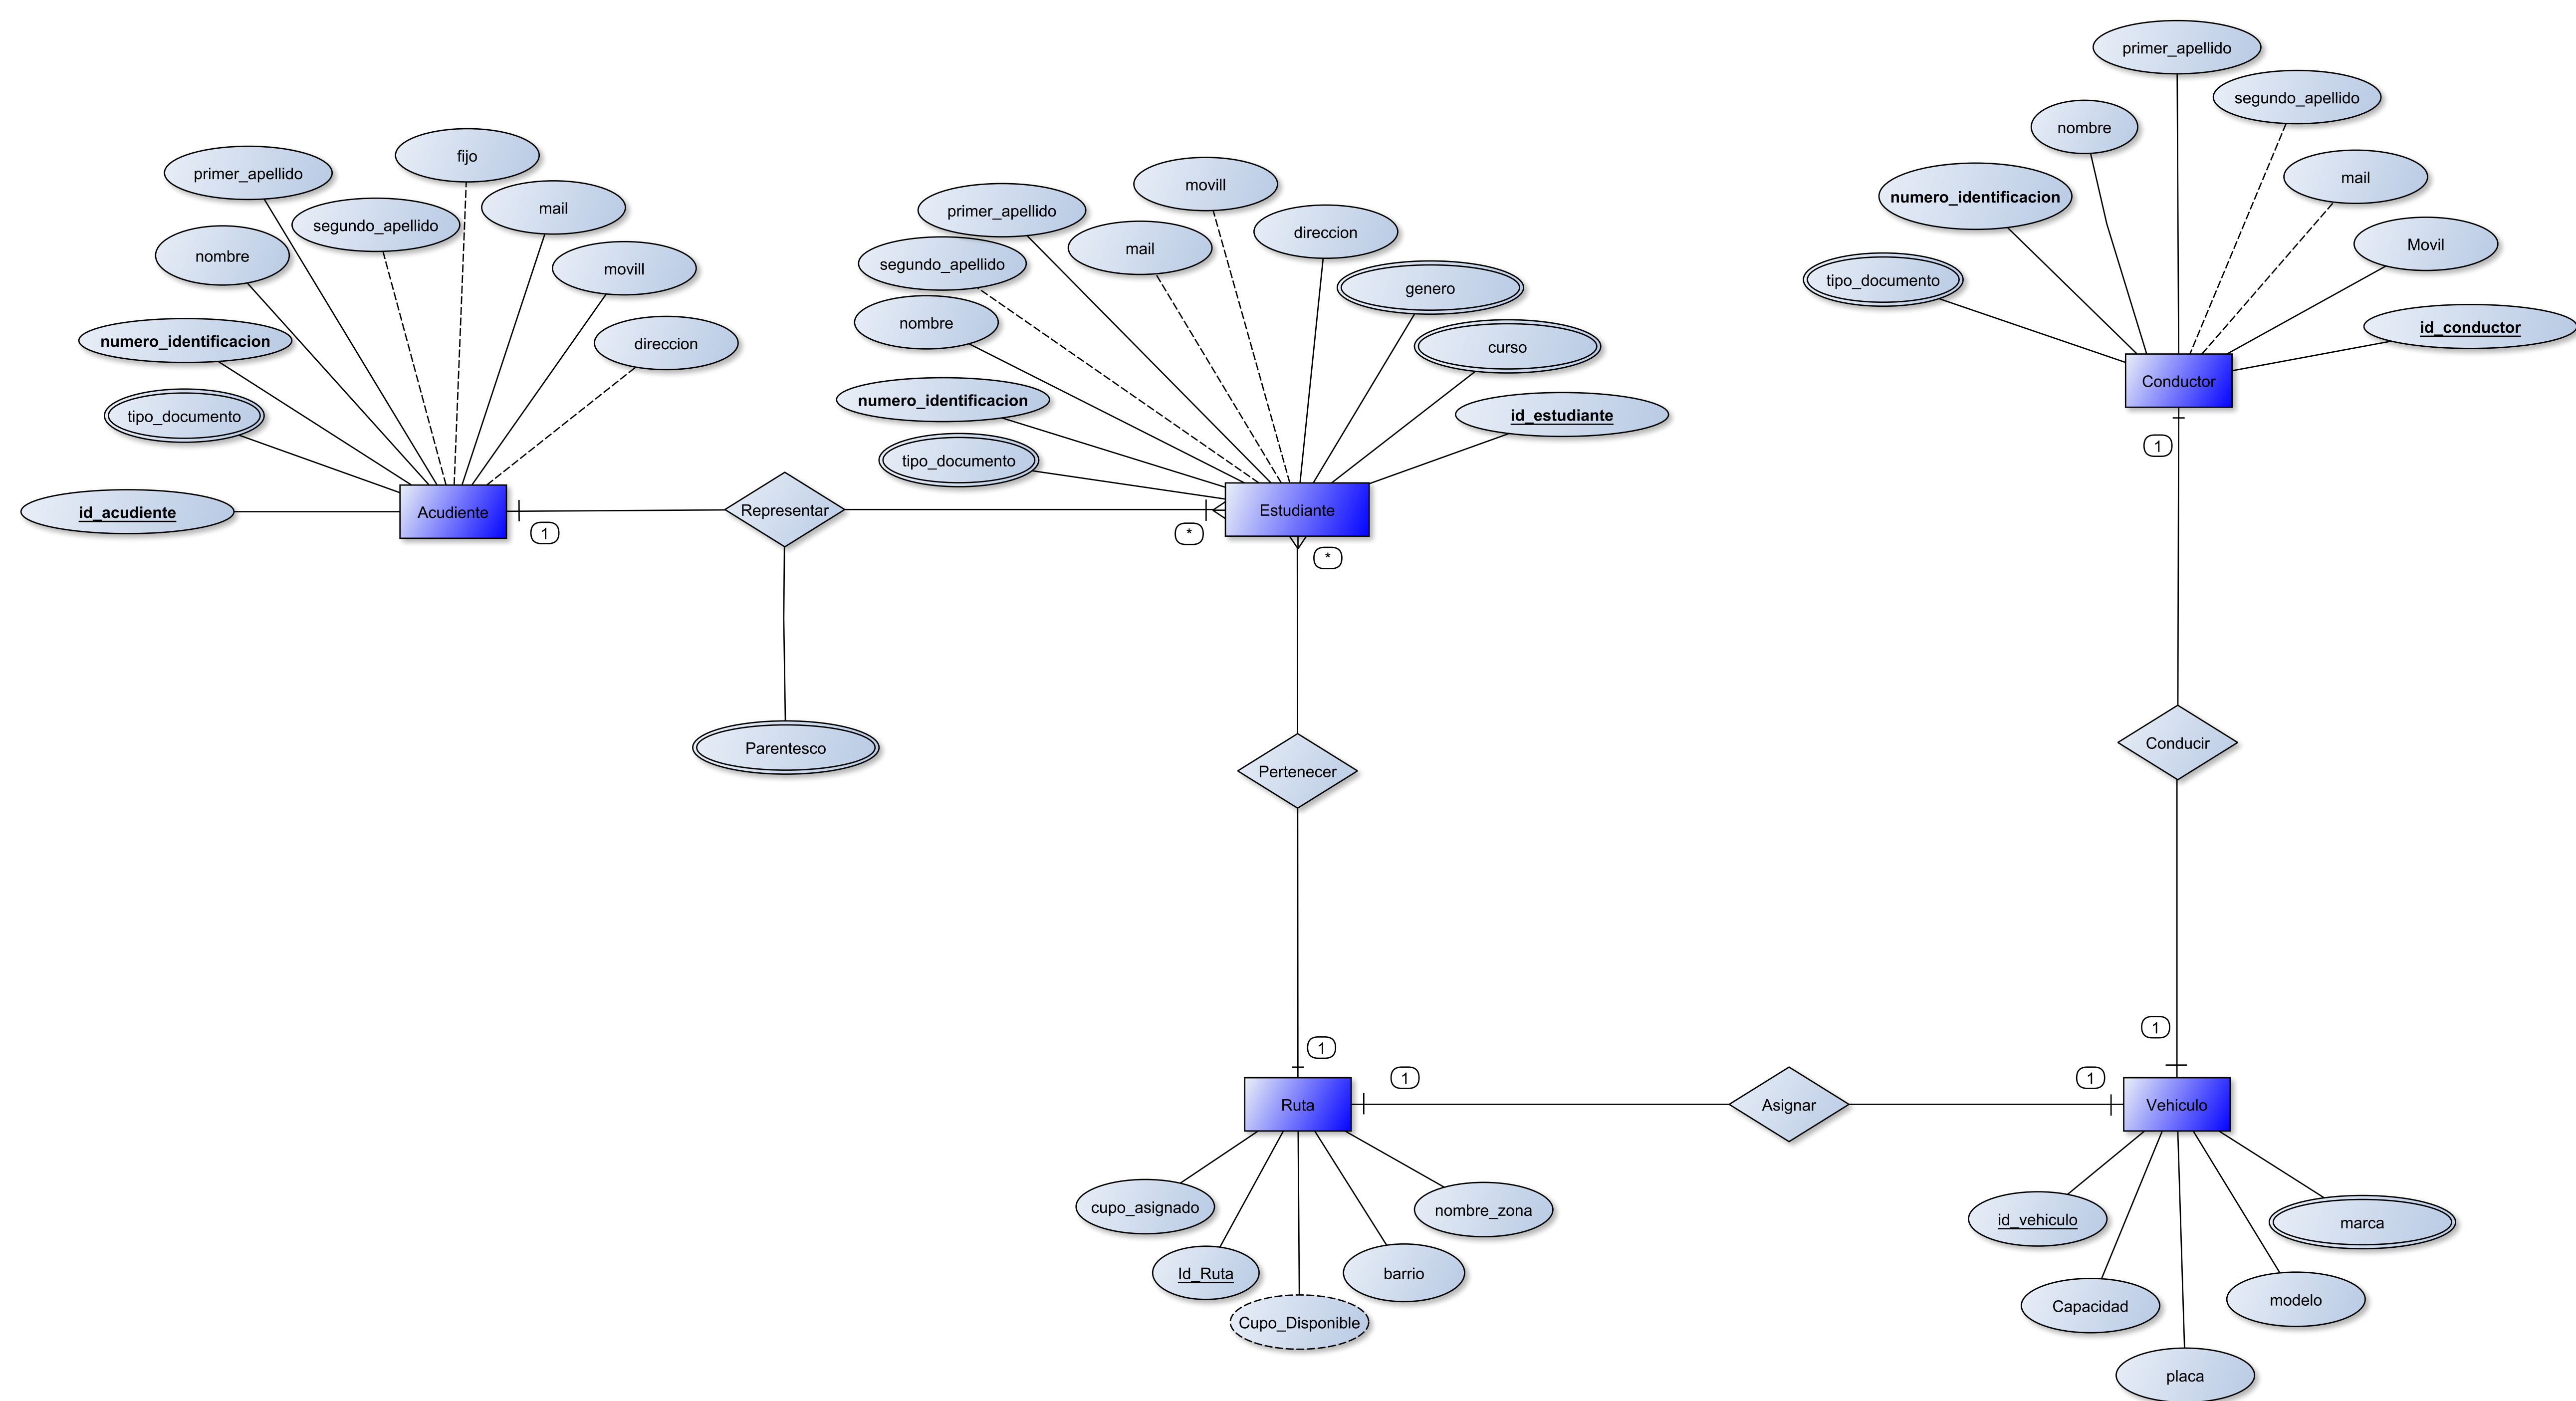 primer_apellido
segundo_apellido
nombre
mail
numero_identificacion
Movil
tipo_documento
id_conductor
Conductor
1
fijo
primer_apellido
mail
segundo_apellido
nombre
movill
numero_identificacion
direccion
tipo_documento
id_acudiente
Acudiente
1
Representar
Parentesco
movill
primer_apellido
direccion
mail
segundo_apellido
genero
nombre
curso
numero_identificacion
id_estudiante
tipo_documento
Estudiante
*
*
Pertenecer
Conducir
1
1
1
1
Ruta
Asignar
Vehiculo
cupo_asignado
nombre_zona
Id_Ruta
barrio
Cupo_Disponible
id_vehiculo
marca
Capacidad
modelo
placa